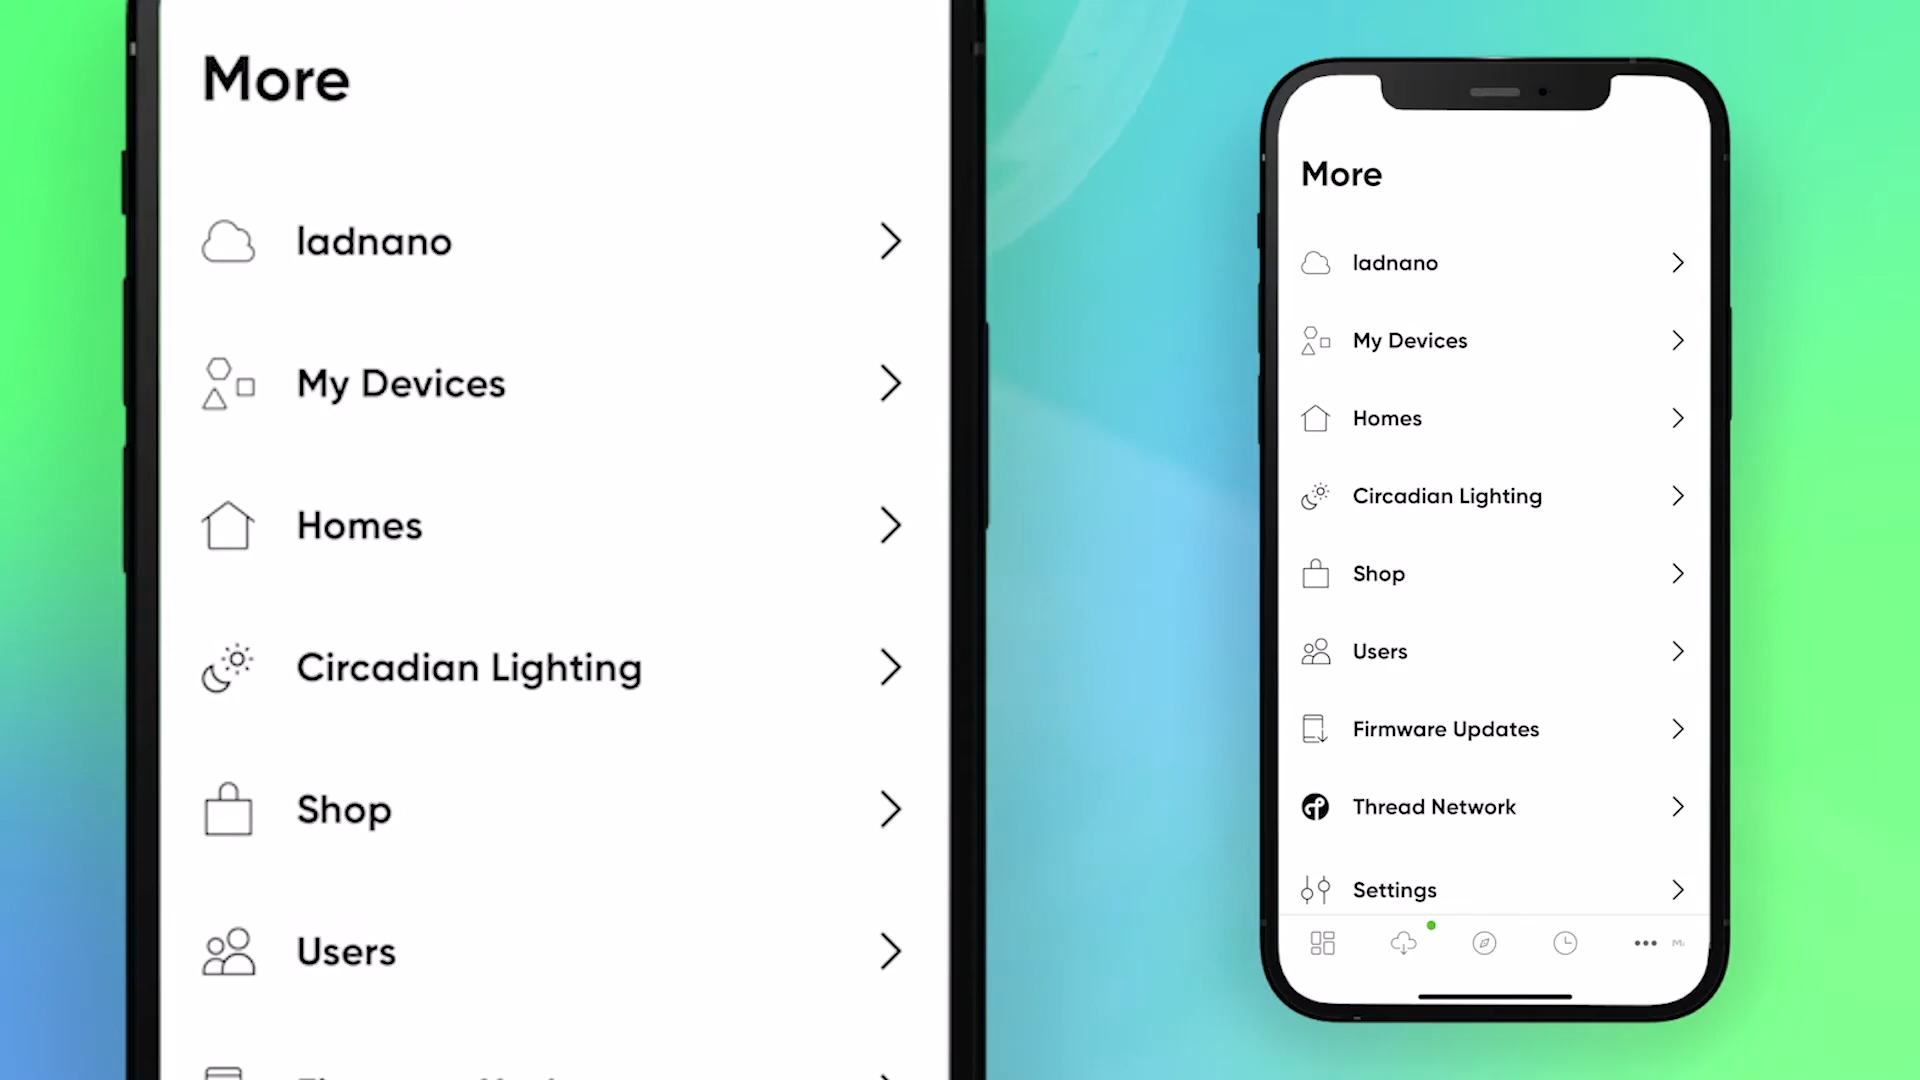 More
ladnano
My Devices
Homes
Circadian Lighting
Shop
Users
More
ladnano
My Devices
Homes
Circadian Lighting
Shop
Users
Firmware Updates
Thread Network
Settings